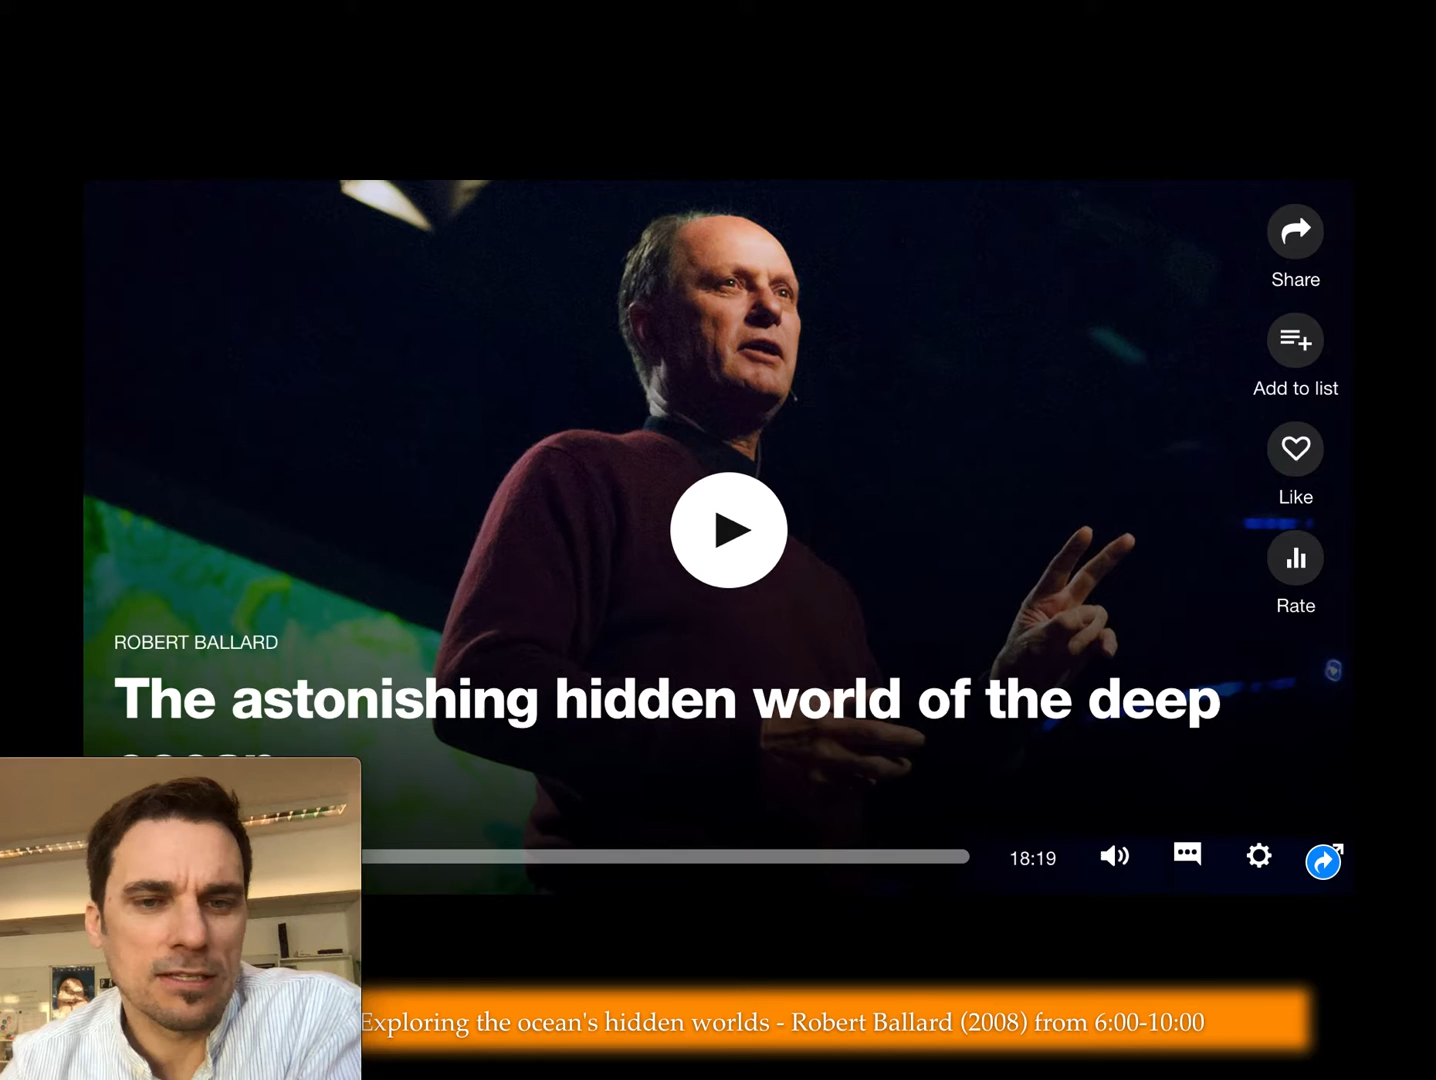 Share
Add to list
Like
Rate
ROBERT BALLARD
The astonishing hidden world of the deep
18:19
Exploring the ocean's hidden worlds - Robert Ballard (2008) from 6:00-10:00